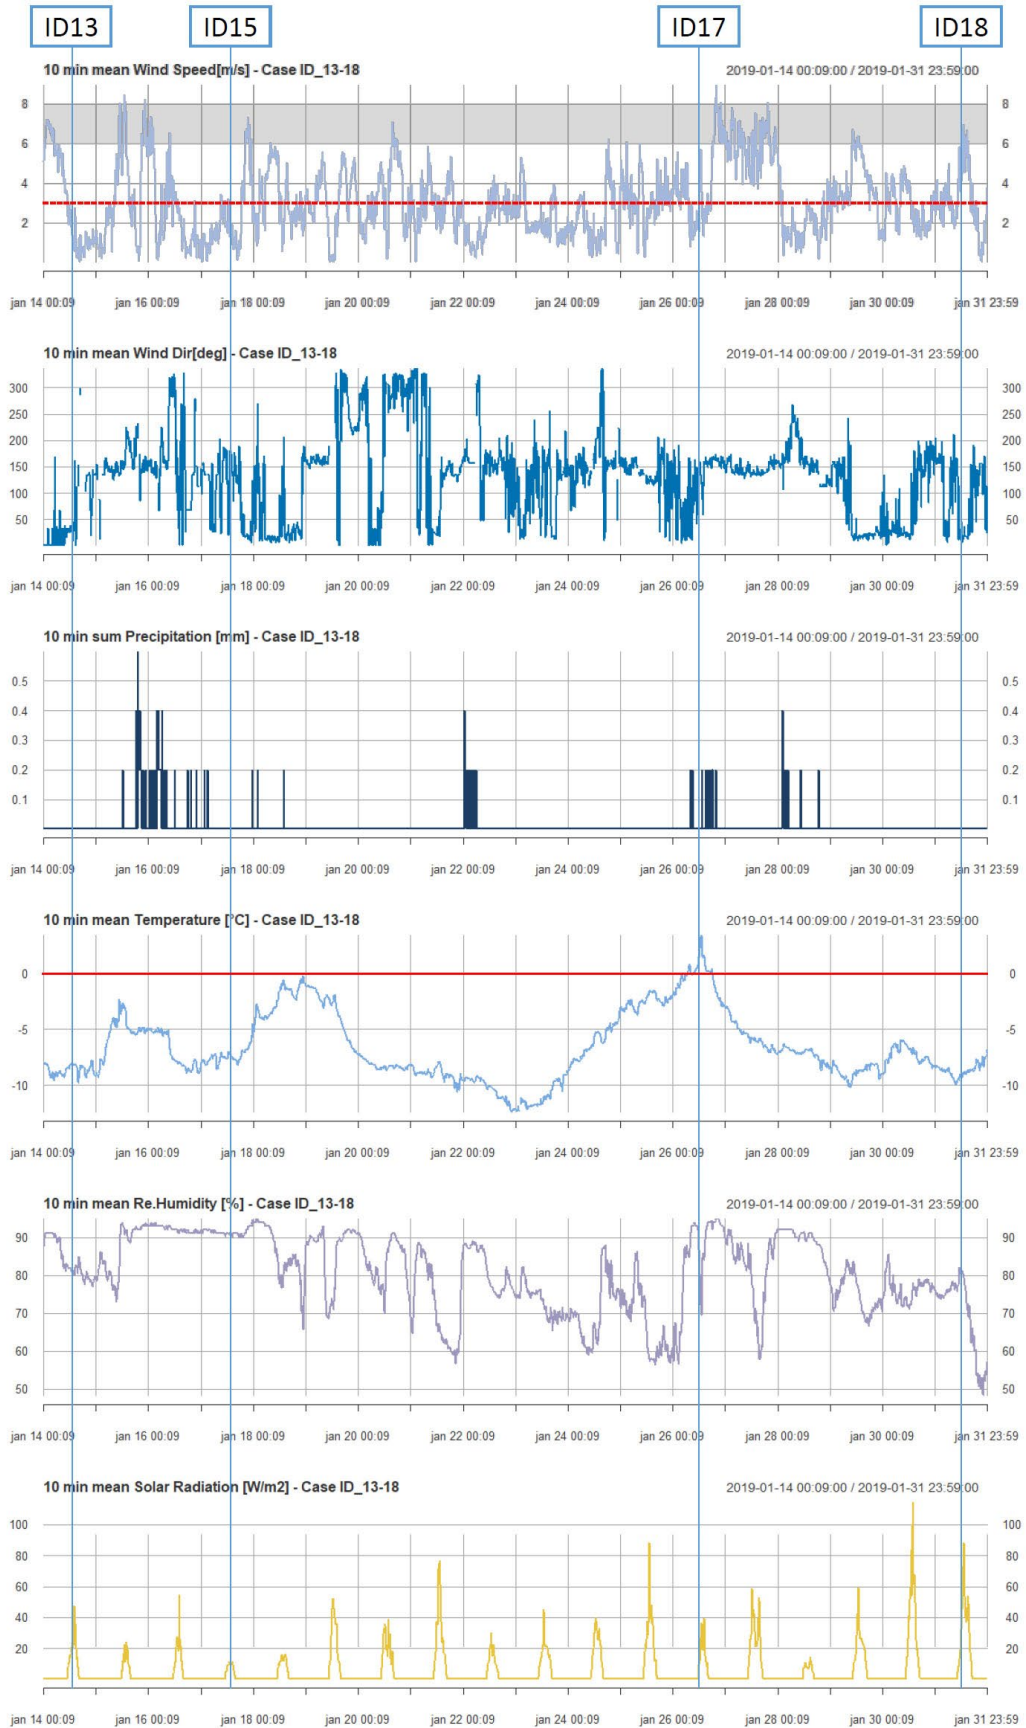 ID13 ID15 ID17 ID18
10 min mean Wind Speed[m/s] - Case ID_13-18 2019-01-14 00:09:00 / 2019-01-31 23:59:00
8 8
6 6
4 4
2 2
jan 14 00:09 jan 16 00:09 jan 18 00:09 jan 20 00:09 jan 22 00:09 jan 24 00:09 jan 26 00:09 jan 28 00:09 jan 30 00:09 jan 31 23:59
10 min mean Wind Dir[deg] - Case ID_13-18 2019-01-14 00:09:00 / 2019-01-31 23:59:00
300 300
250 250
200 200
150 150
100 100
50 50
jan 14 00:09 jan 16 00:09 jan 18 00:09 jan 20 00:09 jan 22 00:09 jan 24 00:09 jan 26 00:09 jan 28 00:09 jan 30 00:09 jan 31 23:59
10 min sum Precipitation [mm] - Case ID_13-18 2019-01-14 00:09:00 / 2019-01-31 23:59:00
0.5 0.5
0.4 0.4
0.3 0.3
0.2 0.2
0.1 0.1
jan 14 00:09 jan 16 00:09 jan 18 00:09 jan 20 00:09 jan 22 00:09 jan 24 00:09 jan 26 00:09 jan 28 00:09 jan 30 00:09 jan 31 23:59
10 min mean Temperature [°C] - Case ID_13-18 2019-01-14 00:09:00 / 2019-01-31 23:59:00
0 0
-5 -5
-10 -10
jan 14 00:09 jan 16 00:09 jan 18 00:09 jan 20 00:09 jan 22 00:09 jan 24 00:09 jan 26 00:09 jan 28 00:09 jan 30 00:09 jan 31 23:59
10 min mean Re.Humidity [%] - Case ID_13-18 2019-01-14 00:09:00 / 2019-01-31 23:59:00
90 90
80 80
70 70
60 60
50 50
jan 14 00:09 jan 16 00:09 jan 18 00:09 jan 20 00:09 jan 22 00:09 jan 24 00:09 jan 26 00:09 jan 28 00:09 jan 30 00:09 jan 31 23:59
10 min mean Solar Radiation [W/m2] - Case ID_13-18 2019-01-14 00:09:00 / 2019-01-31 23:59:00
100 100
80 80
60 60
40 40
20 20
jan 14 00:09 jan 16 00:09 jan 18 00:09 jan 20 00:09 jan 22 00:09 jan 24 00:09 jan 26 00:09 jan 28 00:09 jan 30 00:09 jan 31 23:59